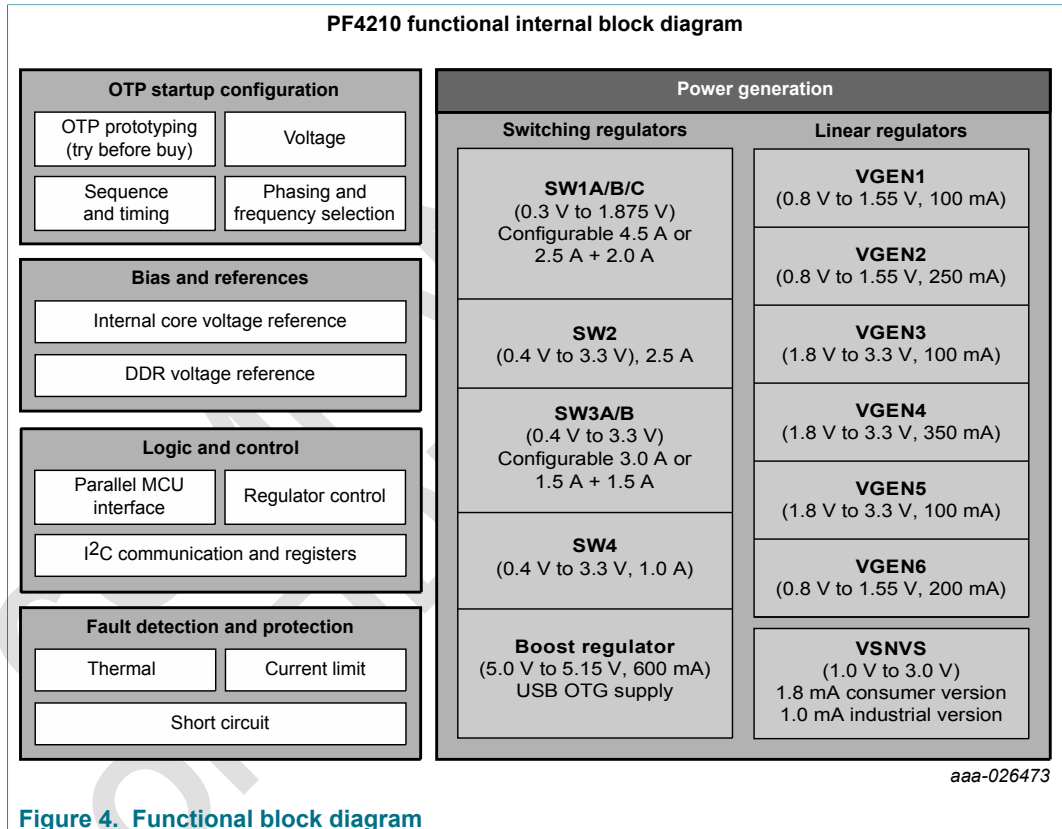 PF4210 functional internal block diagram
OTP startup configuration
OTP prototyping
(try before buy)
Voltage
Sequence
and timing
Phasing and
frequency selection
Bias and references
Internal core voltage reference
DDR voltage reference
Logic and control
Parallel MCU
interface
Regulator control
I2C communication and registers
Fault detection and protection
Thermal
Current limit
Short circuit
Power generation
Switching regulators
SW1A/B/C
(0.3 V to 1.875 V)
Configurable 4.5 A or
2.5 A + 2.0 A
SW2
(0.4 V to 3.3 V), 2.5 A
SW3A/B
(0.4 V to 3.3 V)
Configurable 3.0 A or
1.5 A + 1.5 A
SW4
(0.4 V to 3.3 V, 1.0 A)
Boost regulator
(5.0 V to 5.15 V, 600 mA)
USB OTG supply
Linear regulators
VGEN1
(0.8 V to 1.55 V, 100 mA)
VGEN2
(0.8 V to 1.55 V, 250 mA)
VGEN3
(1.8 V to 3.3 V, 100 mA)
VGEN4
(1.8 V to 3.3 V, 350 mA)
VGEN5
(1.8 V to 3.3 V, 100 mA)
VGEN6
(0.8 V to 1.55 V, 200 mA)
VSNVS
(1.0 V to 3.0 V)
1.8 mA consumer version
1.0 mA industrial version
aaa-026473
Figure 4. Functional block diagram